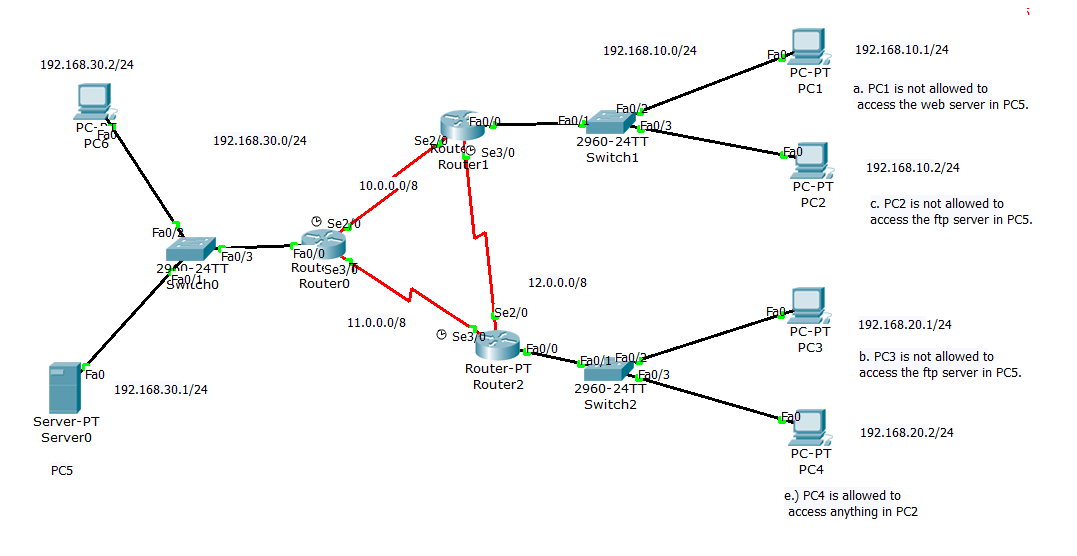 5
192.168.30.2/24
PC6
Fa0
192.168.30.0/24
Fa0/2
Fa0/3
2960-24TT
Switch0
Fa0/1
Fa0
192.168.30.1/24
Server-PT
Server0
PC5
Se2/0
Fa0/0
Se3/0
Router0
10.0.0.0/8
11.0.0.0/8
12.0.0.0/8
Se2/0
Fa0/0
Se3/0
Router1
192.168.10.0/24
Fa0/1
Fa0/2
Fa0/3
2960-24TT
Switch1
Fa0
PC-PT
PC1
192.168.10.1/24
a. PC1 is not allowed to
access the web server in PC5.
Fa0
PC-PT
PC2
192.168.10.2/24
c. PC2 is not allowed to
access the ftp server in PC5.
Se2/0
Se3/0
Fa0/0
Router-PT
Router2
Fa0/1
Fa0/2
Fa0/3
2960-24TT
Switch2
Fa0
PC-PT
PC3
192.168.20.1/24
b. PC3 is not allowed to
access the ftp server in PC5.
Fa0
PC-PT
PC4
192.168.20.2/24
e.) PC4 is allowed to
access anything in PC2